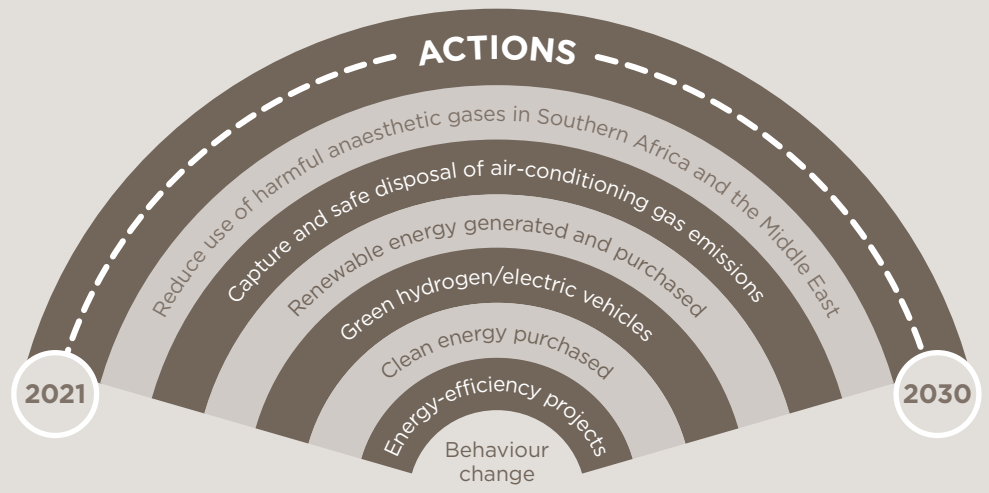 ACTIONS
Reduce use of harmful anaesthetic gases in Southern Africa and the Middle East
Capture and safe disposal of air-conditioning gas emissions
Renewable energy generated and purchased
Green hydrogen/electric vehicles
Clean energy purchased
Energy-efficiency projects
Behaviour
change
2021
2030